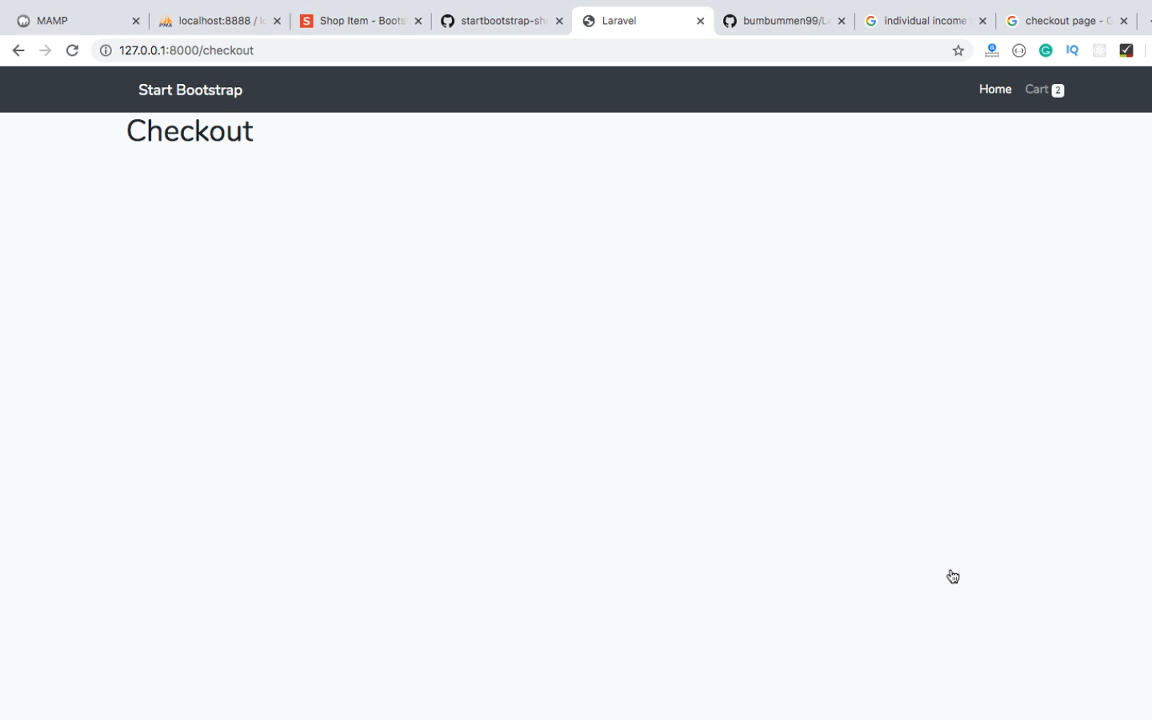 MAMP
localhost:8888 /
Shop Item - Boots
startbootstrap-sh
Laravel
bumbummen99/L
individual income
checkout page - G
127.0.0.1:8000/checkout
IQ
Start Bootstrap
Home
Cart 2
Checkout